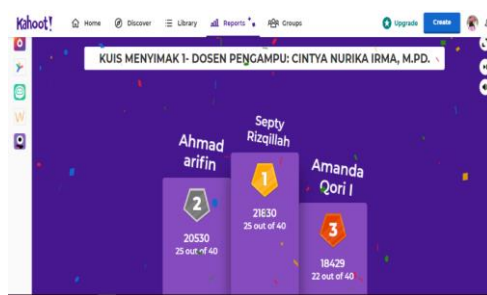 Kahoot! Home Discover Library Reports Groups Upgrade Create
KUIS MENYIMAK 1- DOSEN PENGAMPU: CINTYA NURIKA IRMA, M.PD.
Septy
Rizqillah
Ahmad
arifin
Amanda
Qori I
1
21830
25 out of 40
2
20530
25 out of 40
3
18429
22 out of 40